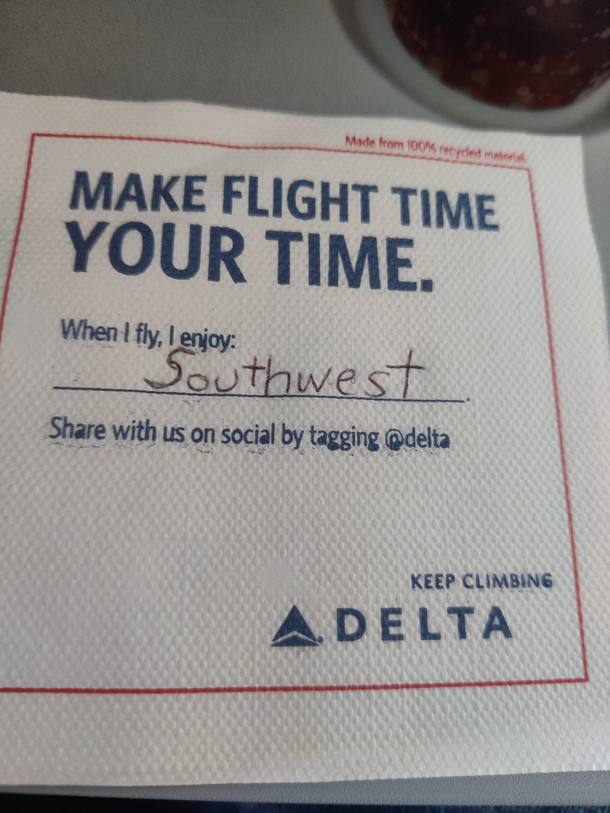 Made from 100% recycled material.
MAKE FLIGHT TIME
YOUR TIME.
When I fly, I enjoy:
Southwest
Share with us on social by tagging @delta
KEEP CLIMBING
DELTA